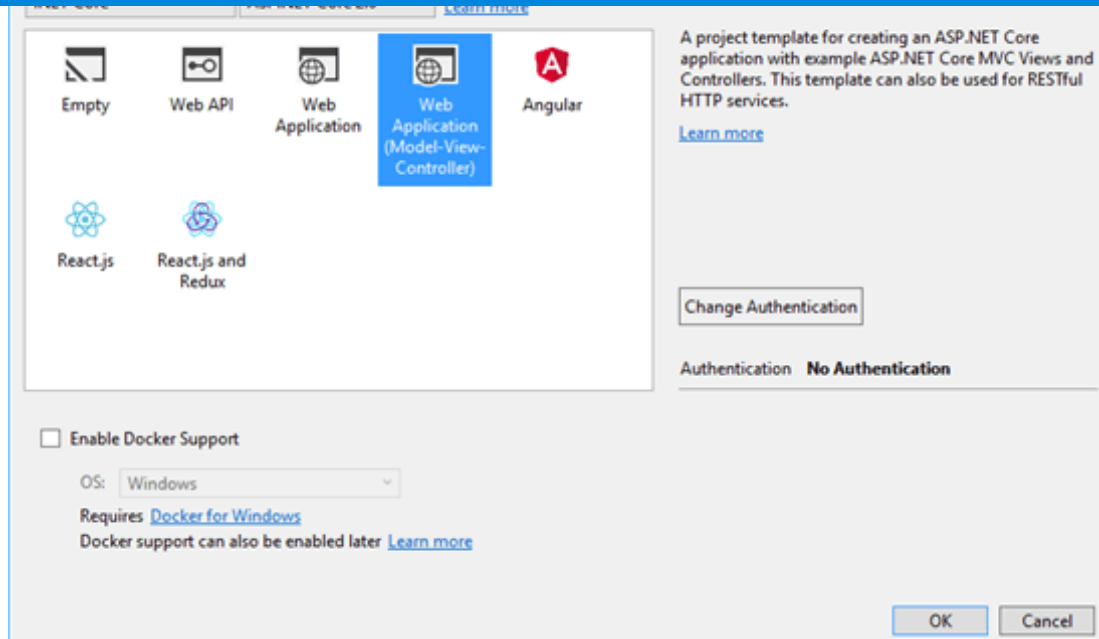 Learn more
Empty
Web API
Web
Application
Web
Application
(Model-View-
Controller)
Angular
React.js
React.js and
Redux
A project template for creating an ASP.NET Core
application with example ASP.NET Core MVC Views and
Controllers. This template can also be used for RESTful
HTTP services.
Learn more
Change Authentication
Authentication No Authentication
Enable Docker Support
OS: Windows
Requires Docker for Windows
Docker support can also be enabled later Learn more
OK
Cancel